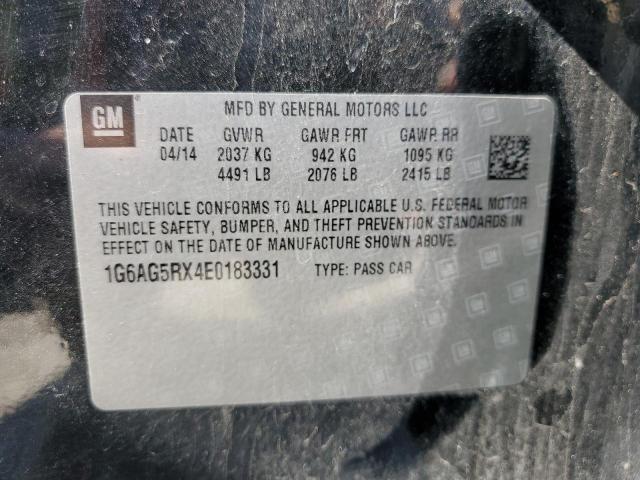 GM
MFD BY GENERAL MOTORS LLC
DATE GVWR GAWR FRT GAWR RR
04/14 2037 KG 942 KG 1095 KG
4491 LB 2076 LB 2415 LB
THIS VEHICLE CONFORMS TO ALL APPLICABLE U.S. FEDERAL MOTOR
VEHICLE SAFETY, BUMPER, AND THEFT PREVENTION STANDARDS IN
EFFECT ON THE DATE OF MANUFACTURE SHOWN ABOVE.
1G6AG5RX4E0183331 TYPE: PASS CAR